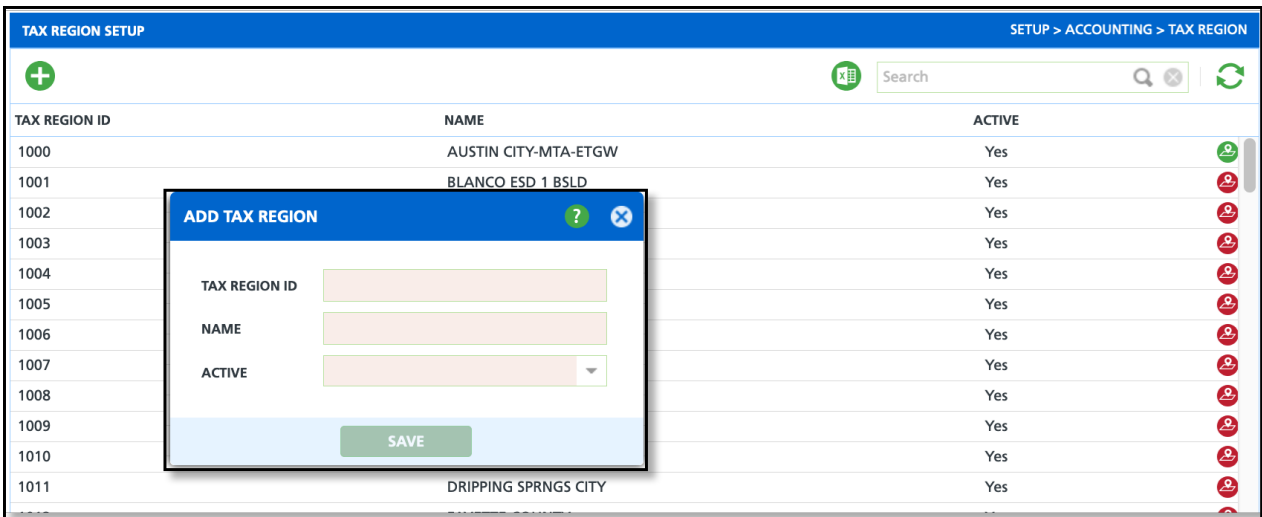 TAX REGION SETUP SETUP > ACCOUNTING > TAX REGION
Search
TAX REGION ID NAME ACTIVE
1000 AUSTIN CITY-MTA-ETGW Yes
1001 BLANCO ESD 1 BSLD Yes
1002 Yes
1003 Yes
1004 Yes
1005 Yes
1006 Yes
1007 Yes
1008 Yes
1009 Yes
1010 Yes
1011 DRIPPING SPRNGS CITY Yes
ADD TAX REGION ?
TAX REGION ID
NAME
ACTIVE
SAVE